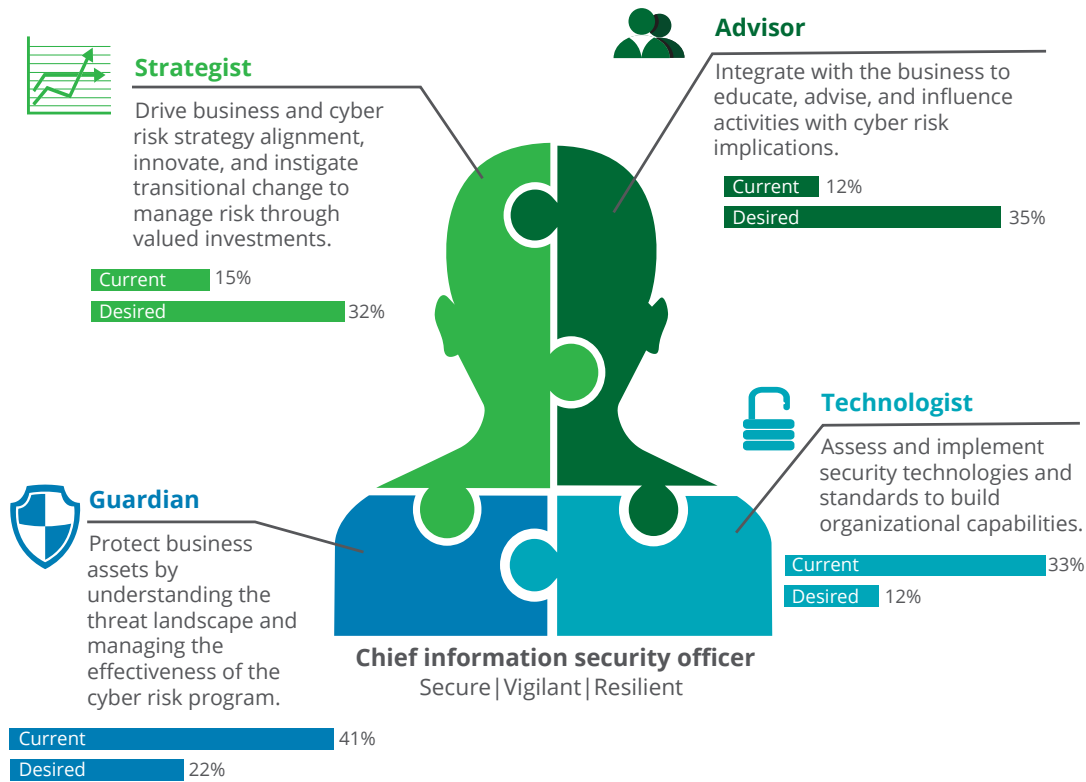 Strategist
Drive business and cyber
risk strategy alignment,
innovate, and instigate
transitional change to
manage risk through
valued investments.
Current 15%
Desired 32%
Advisor
Integrate with the business to
educate, advise, and influence
activities with cyber risk
implications.
Current 12%
Desired 35%
Guardian
Protect business
assets by
understanding the
threat landscape and
managing the
effectiveness of the
cyber risk program.
Current 41%
Desired 22%
Technologist
Assess and implement
security technologies and
standards to build
organizational capabilities.
Current 33%
Desired 12%
Chief information security officer
Secure|Vigilant|Resilient